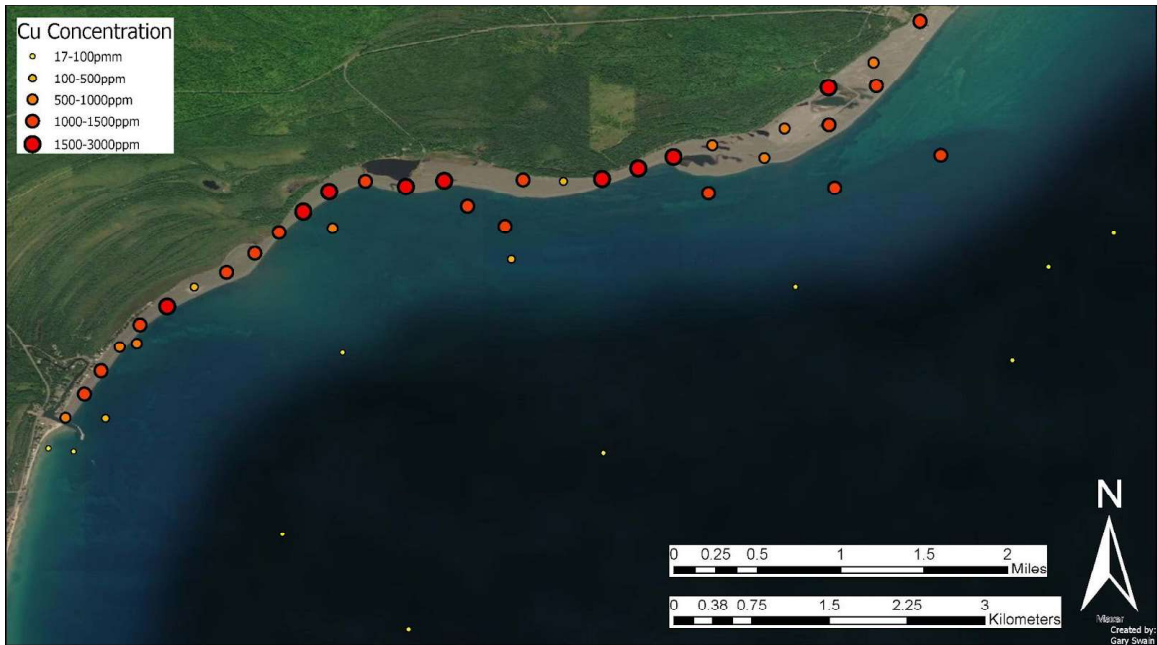 Cu Concentration
17-100pmm
100-500ppm
500-1000ppm
1000-1500ppm
1500-3000ppm
N
0 0.25 0.5 1 1.5 2
Miles
0 0.38 0.75 1.5 2.25 3
Kilometers
Maxar
Created by:
Gary Swain